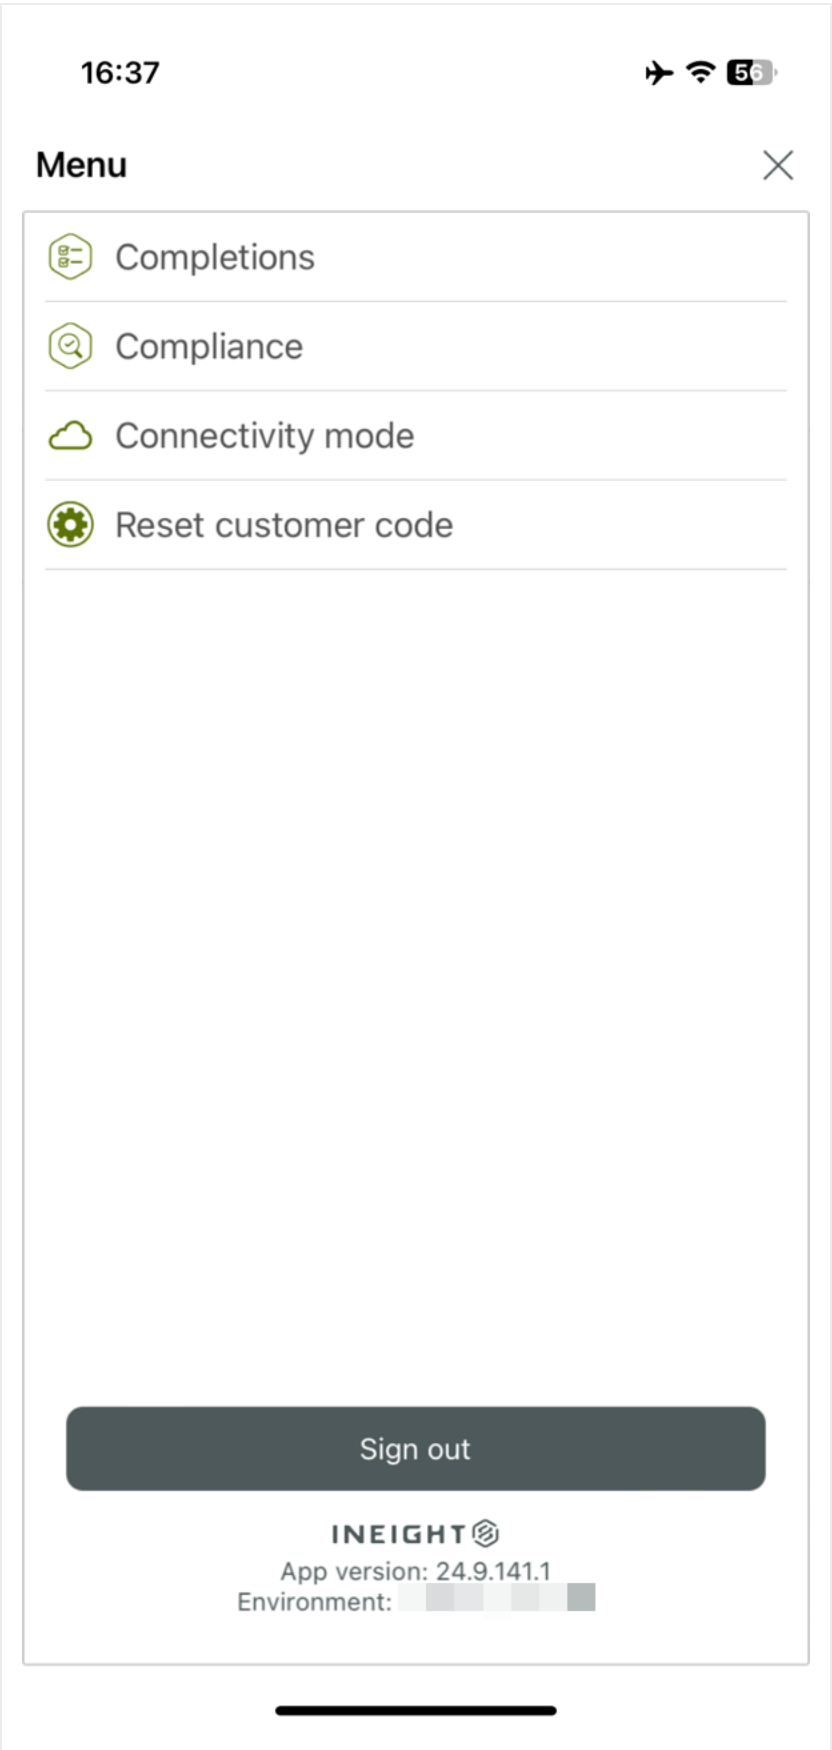 16:37
56
Menu
Completions
Compliance
Connectivity mode
Reset customer code
Sign out
INEIGHT
App version: 24.9.141.1
Environment: